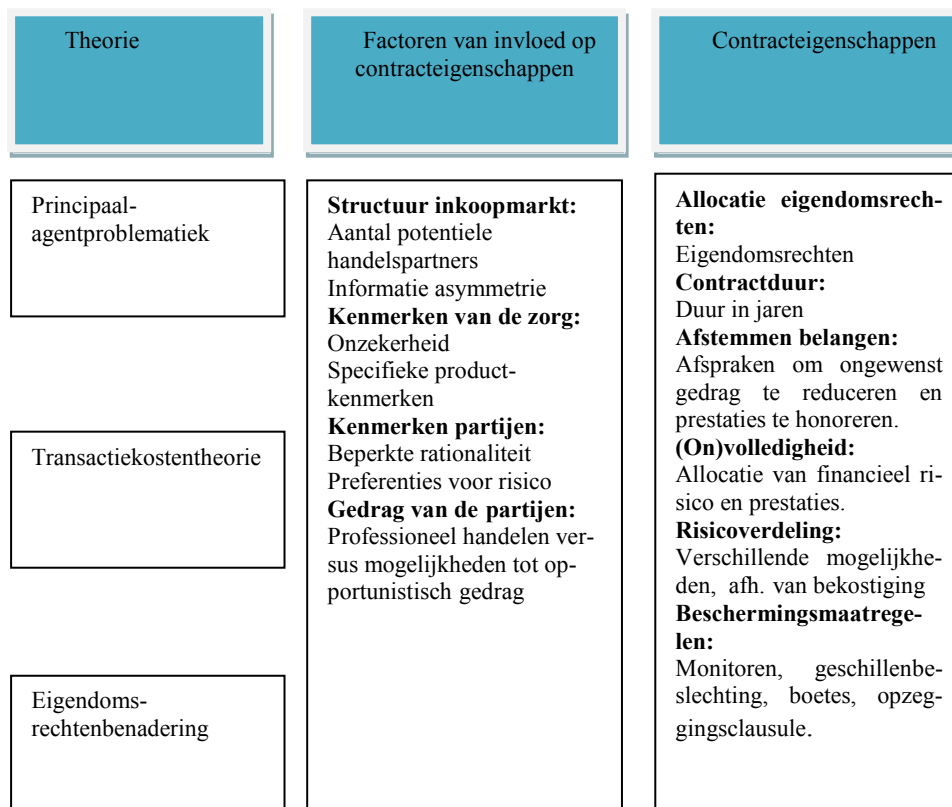 Theorie
Factoren van invloed op
contracteigenschappen
Contracteigenschappen
Principaal-
agentproblematiek
Transactiekostentheorie
Eigendoms-
rechtenbenadering
Structuur inkoopmarkt:
Aantal potentiele
handelspartners
Informatie asymmetrie
Kenmerken van de zorg:
Onzekerheid
Specifieke product-
kenmerken
Kenmerken partijen:
Beperkte rationaliteit
Preferenties voor risico
Gedrag van de partijen:
Professioneel handelen ver-
sus mogelijkheden tot op-
portunistisch gedrag
Allocatie eigendomsrech-
ten:
Eigendomsrechten
Contractduur:
Duur in jaren
Afstemmen belangen:
Afspraken om ongewenst
gedrag te reduceren en
prestaties te honoreren.
(On)volledigheid:
Allocatie van financieel ri-
sico en prestaties.
Risicoverdeling:
Verschillende mogelijkhe-
den, afh. van bekostiging
Beschermingsmaatrege-
len:
Monitoren, geschillenbe-
slechting, boetes, opzeg-
gingsclausule.